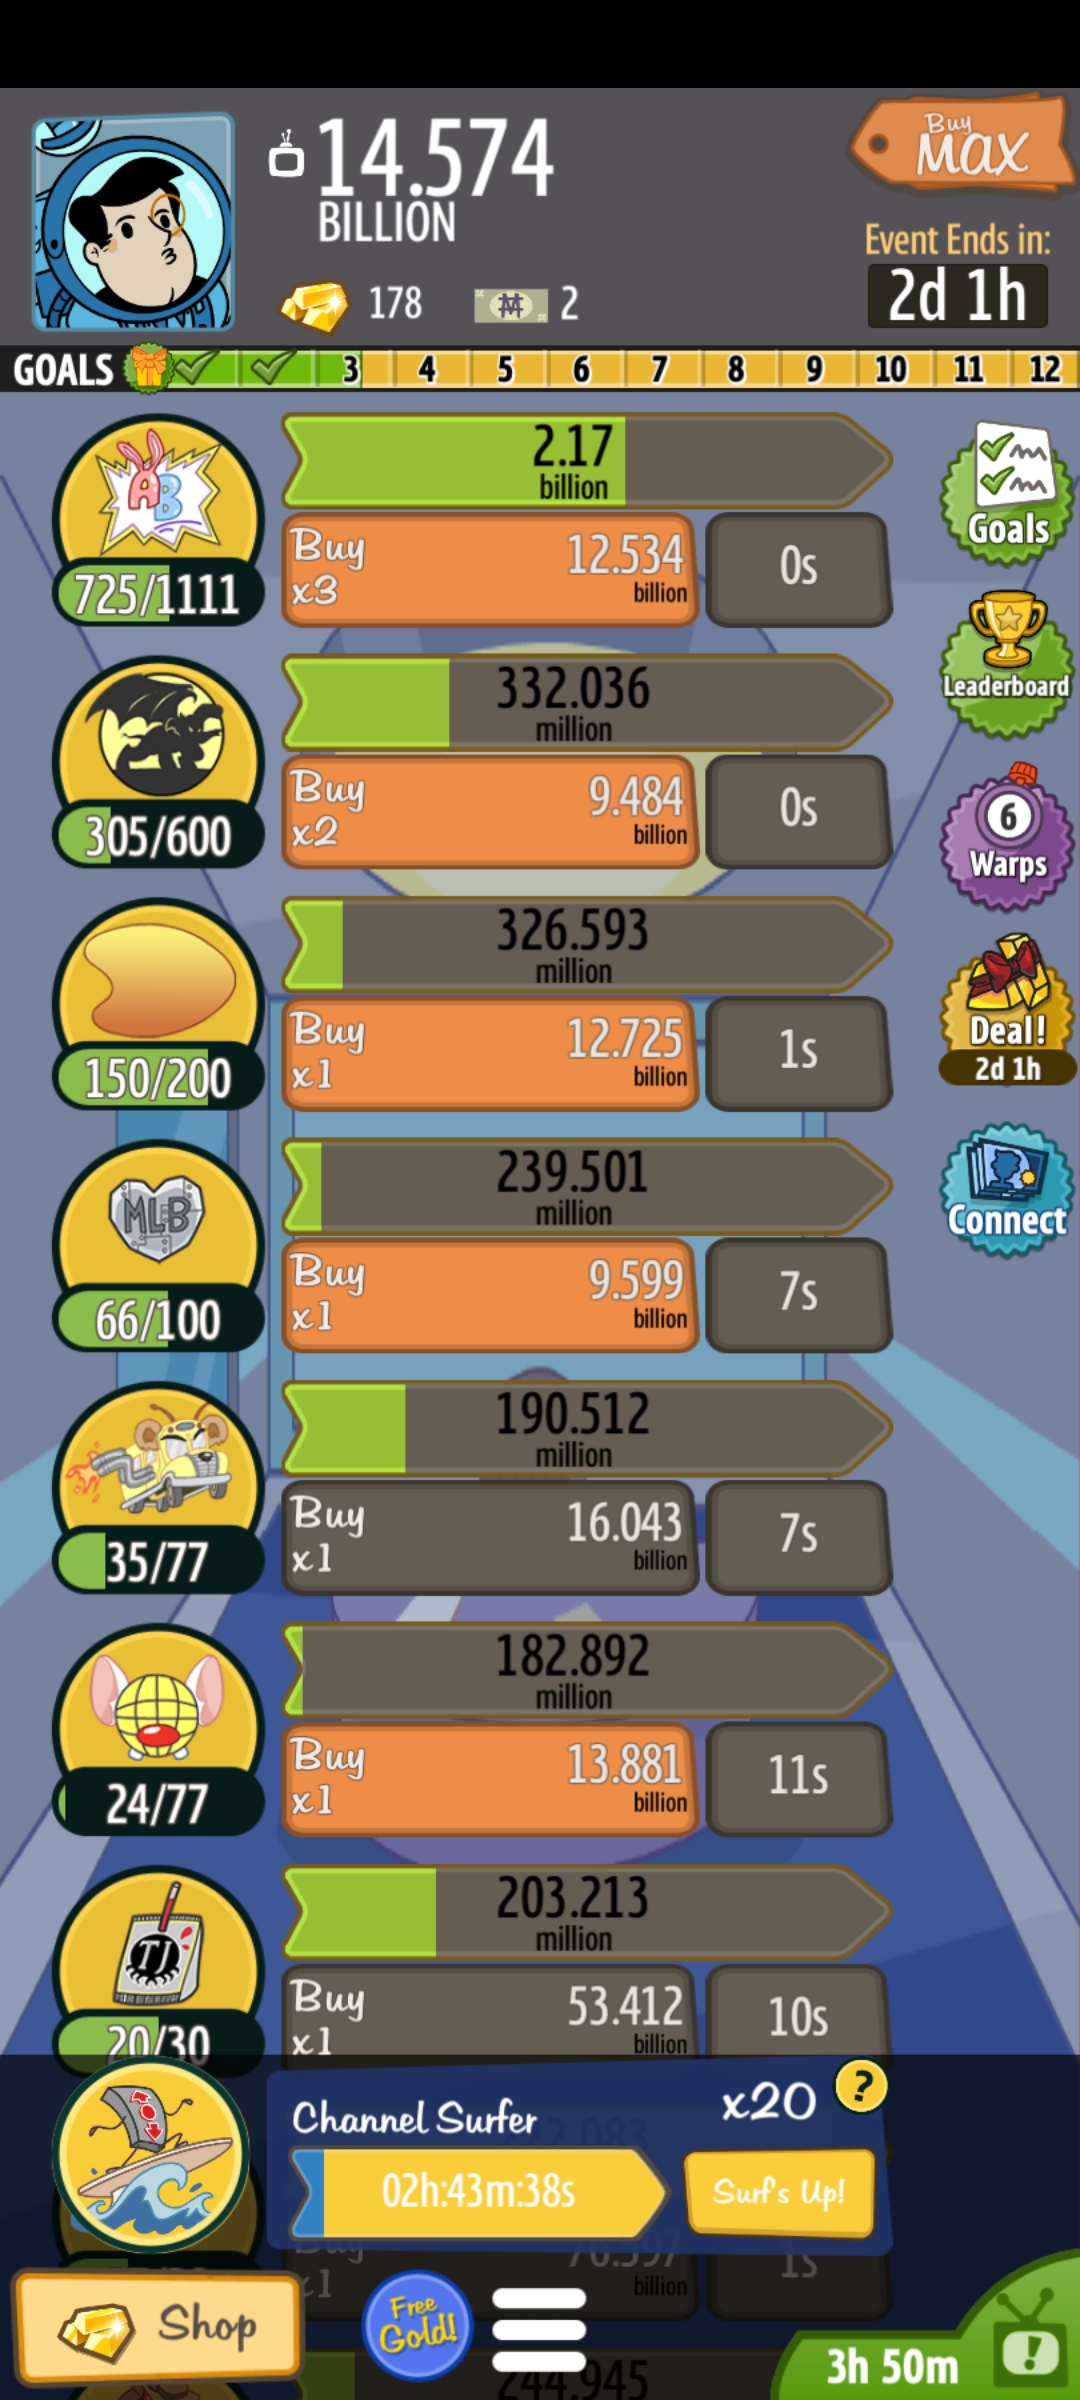 14.574
BILLION
Buy
MAX
Event Ends in:
2d 1h
178
2
GOALS 3 4 5 6 7 8 9 10 11 12
AB
2.17
billion
725/1111
Buy
x3
12.534
billion
0s
Goals
332.036
million
305/600
Buy
x2
9.484
billion
0s
Leaderboard
6
Warps
326.593
million
150/200
Buy
x1
12.725
billion
1s
Deal!
2d 1h
MLB
239.501
million
66/100
Buy
x1
9.599
billion
7s
Connect
190.512
million
35/77
Buy
x1
16.043
billion
7s
182.892
million
24/77
Buy
x1
13.881
billion
11s
TJ
203.213
million
20/30
Buy
x1
53.412
billion
10s
Channel Surfer
x20
?
02h:43m:38s
Surf's Up!
Buy
x1
76.597
billion
1s
Shop
Free
Gold!
244.945
3h 50m
!